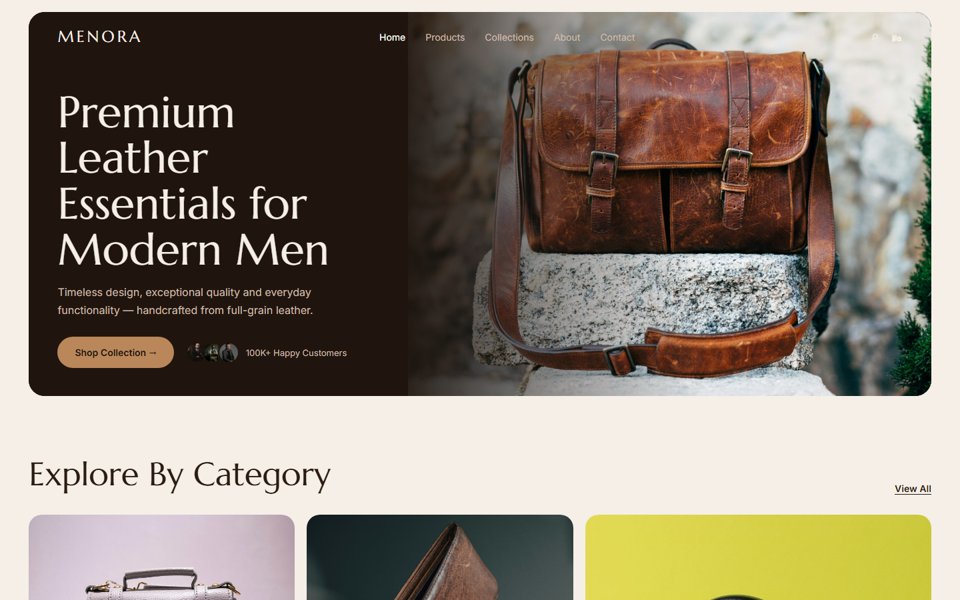 MENORA
Home Products Collections About Contact
Premium
Leather
Essentials for
Modern Men
Timeless design, exceptional quality and everyday
functionality — handcrafted from full-grain leather.
Shop Collection →
100K+ Happy Customers
Explore By Category
View All